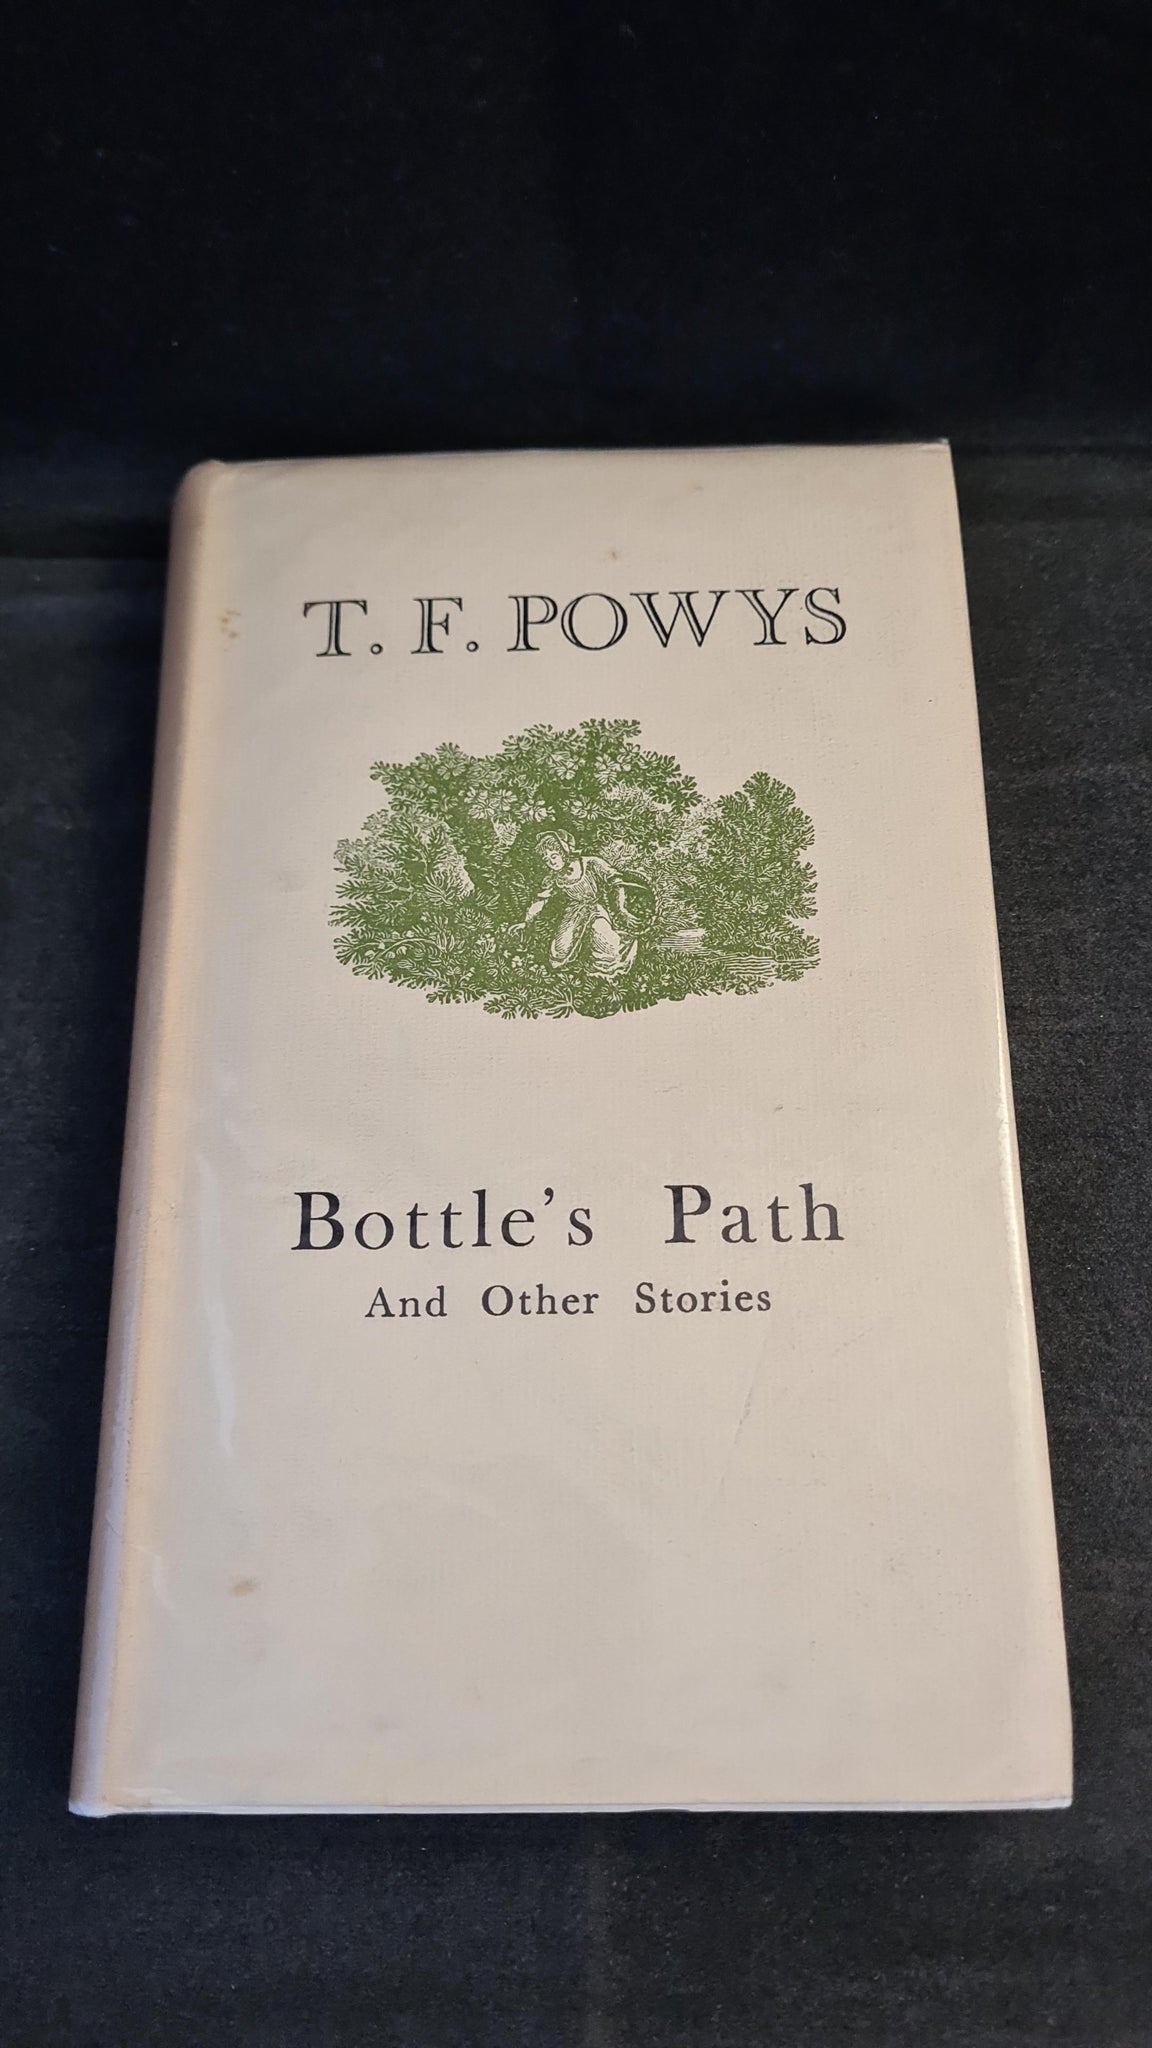 T. F. POWYS
Bottle's Path
And Other Stories